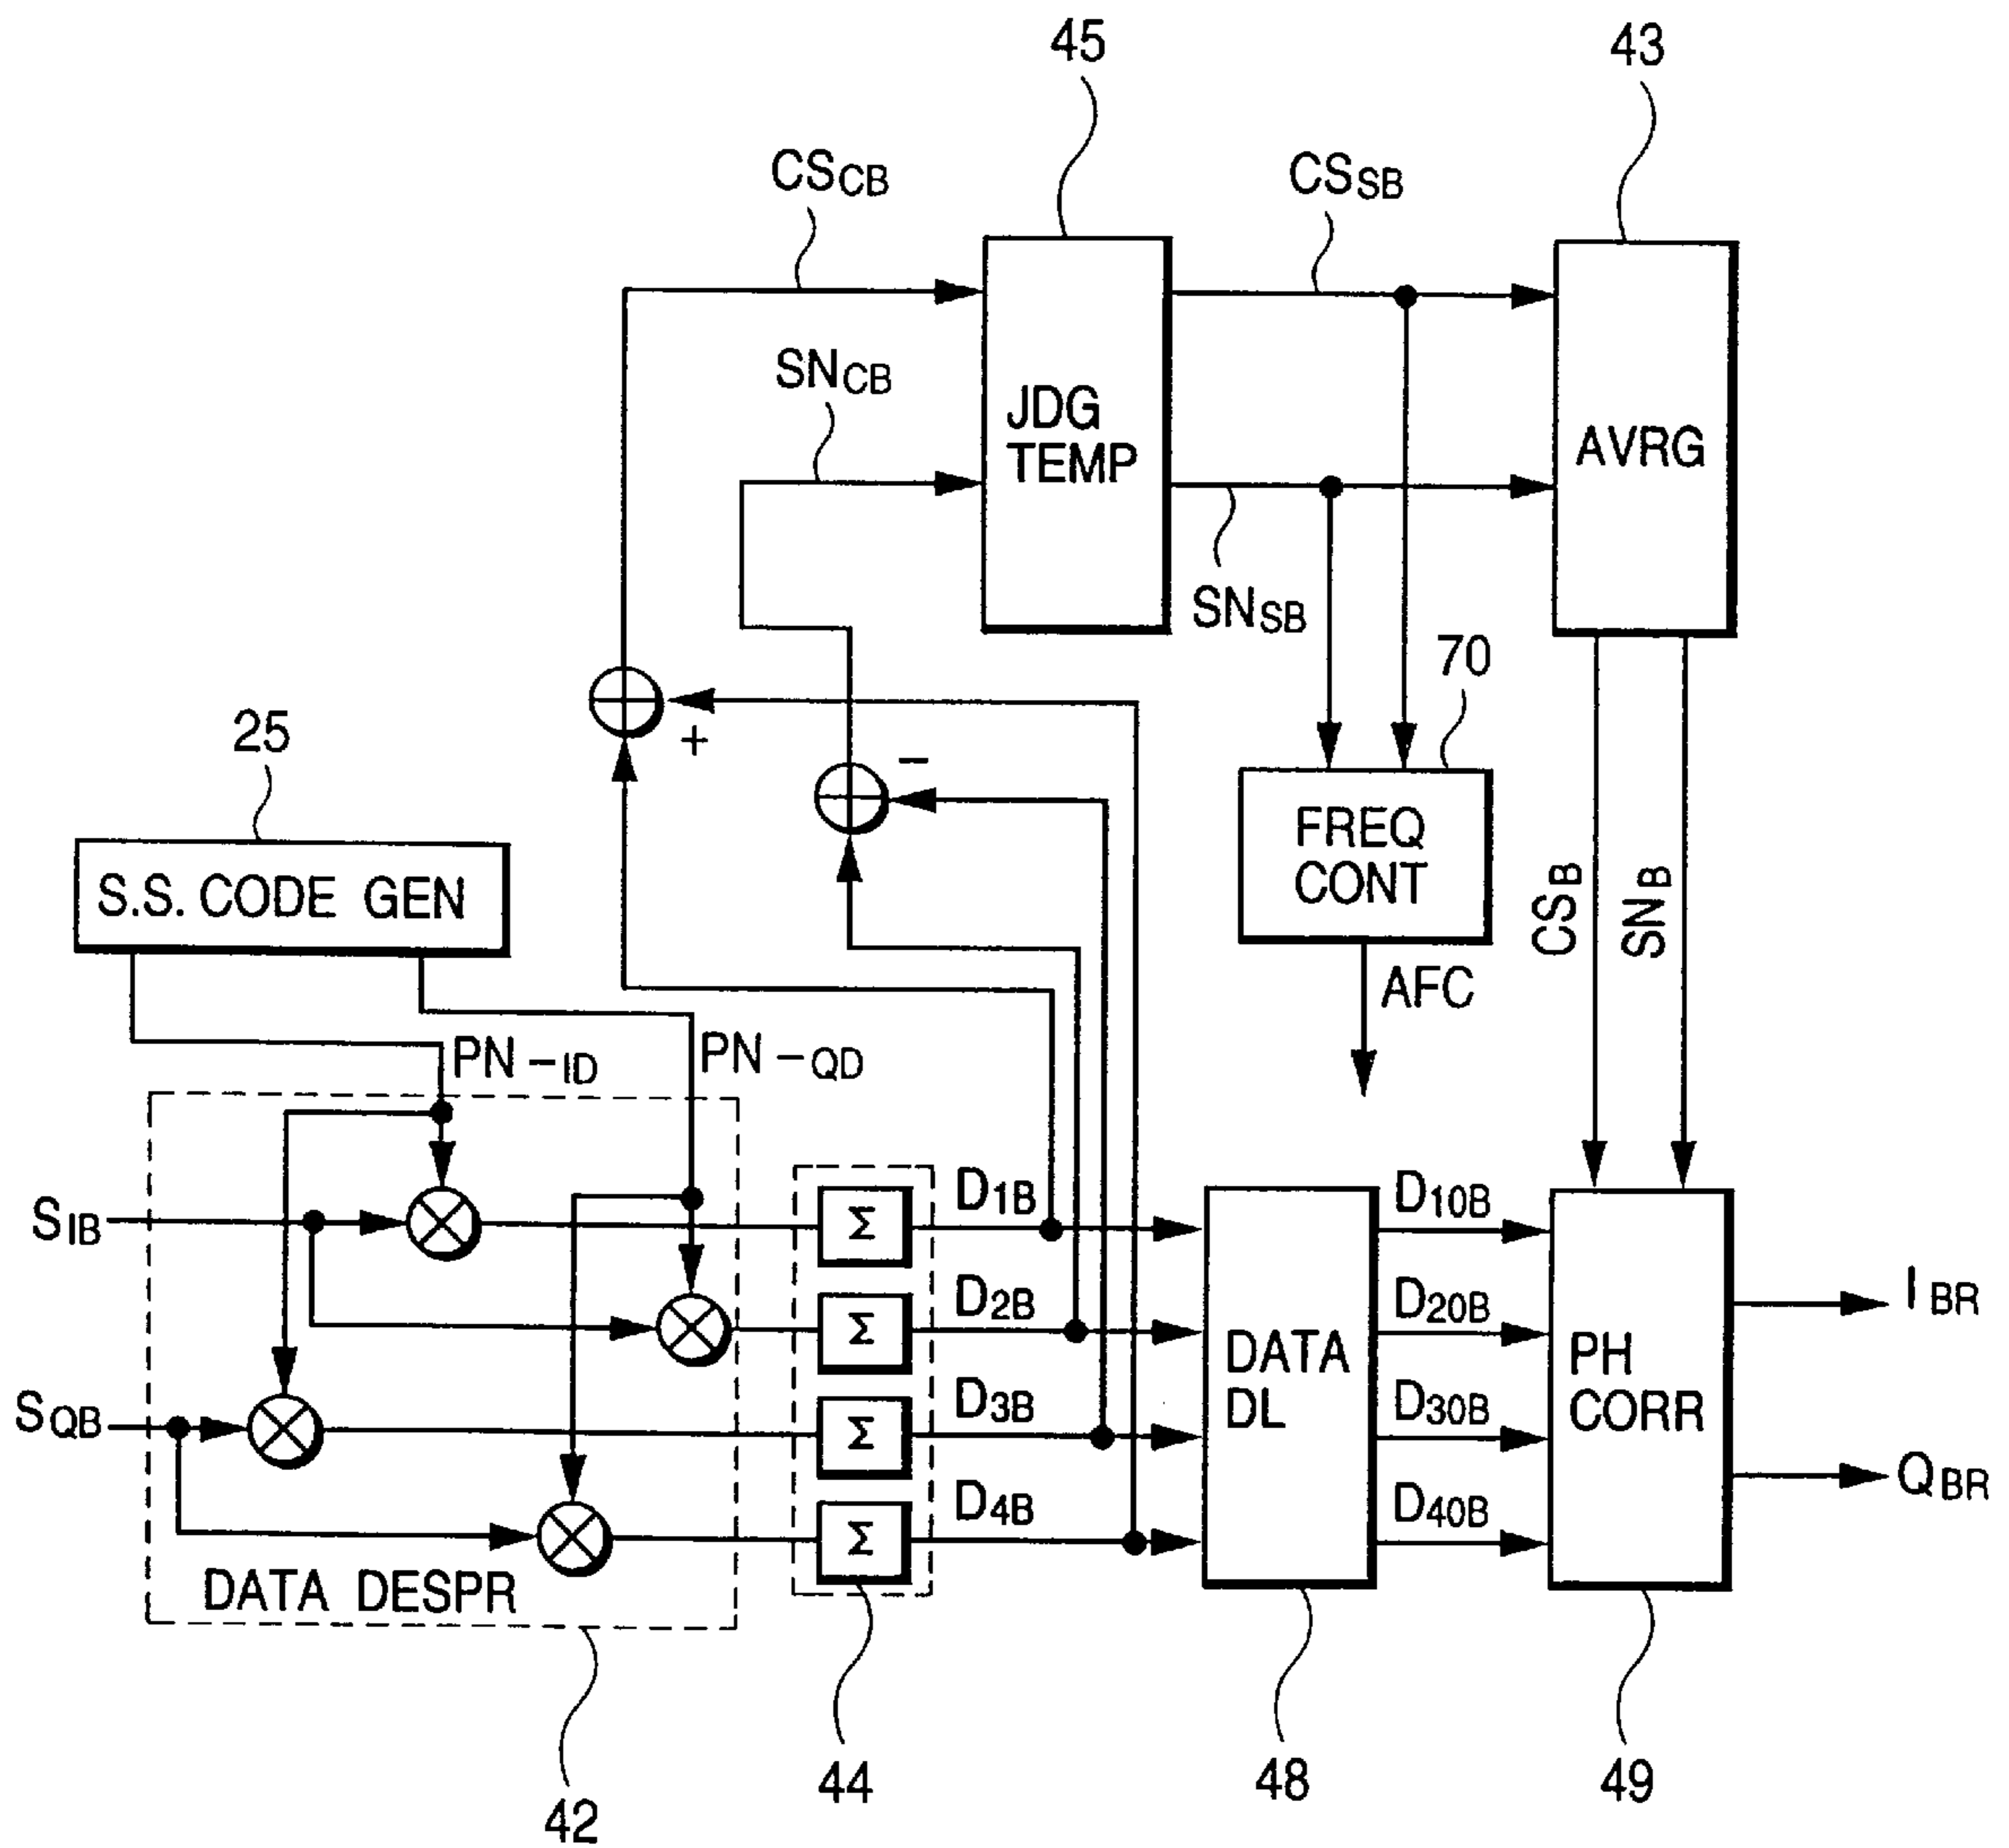 45
43
CSCB
CSSB
SNCB
JDG
TEMP
AVRG
SNSB
70
+
−
25
FREQ
CONT
S.S. CODE GEN
CSB
SNB
AFC
PN-ID
PN-QD
SIB
Σ
D1B
D10B
IBR
Σ
D2B
D20B
DATA
DL
PH
CORR
SQB
Σ
D3B
D30B
QBR
Σ
D4B
D40B
DATA DESPR
42
44
48
49